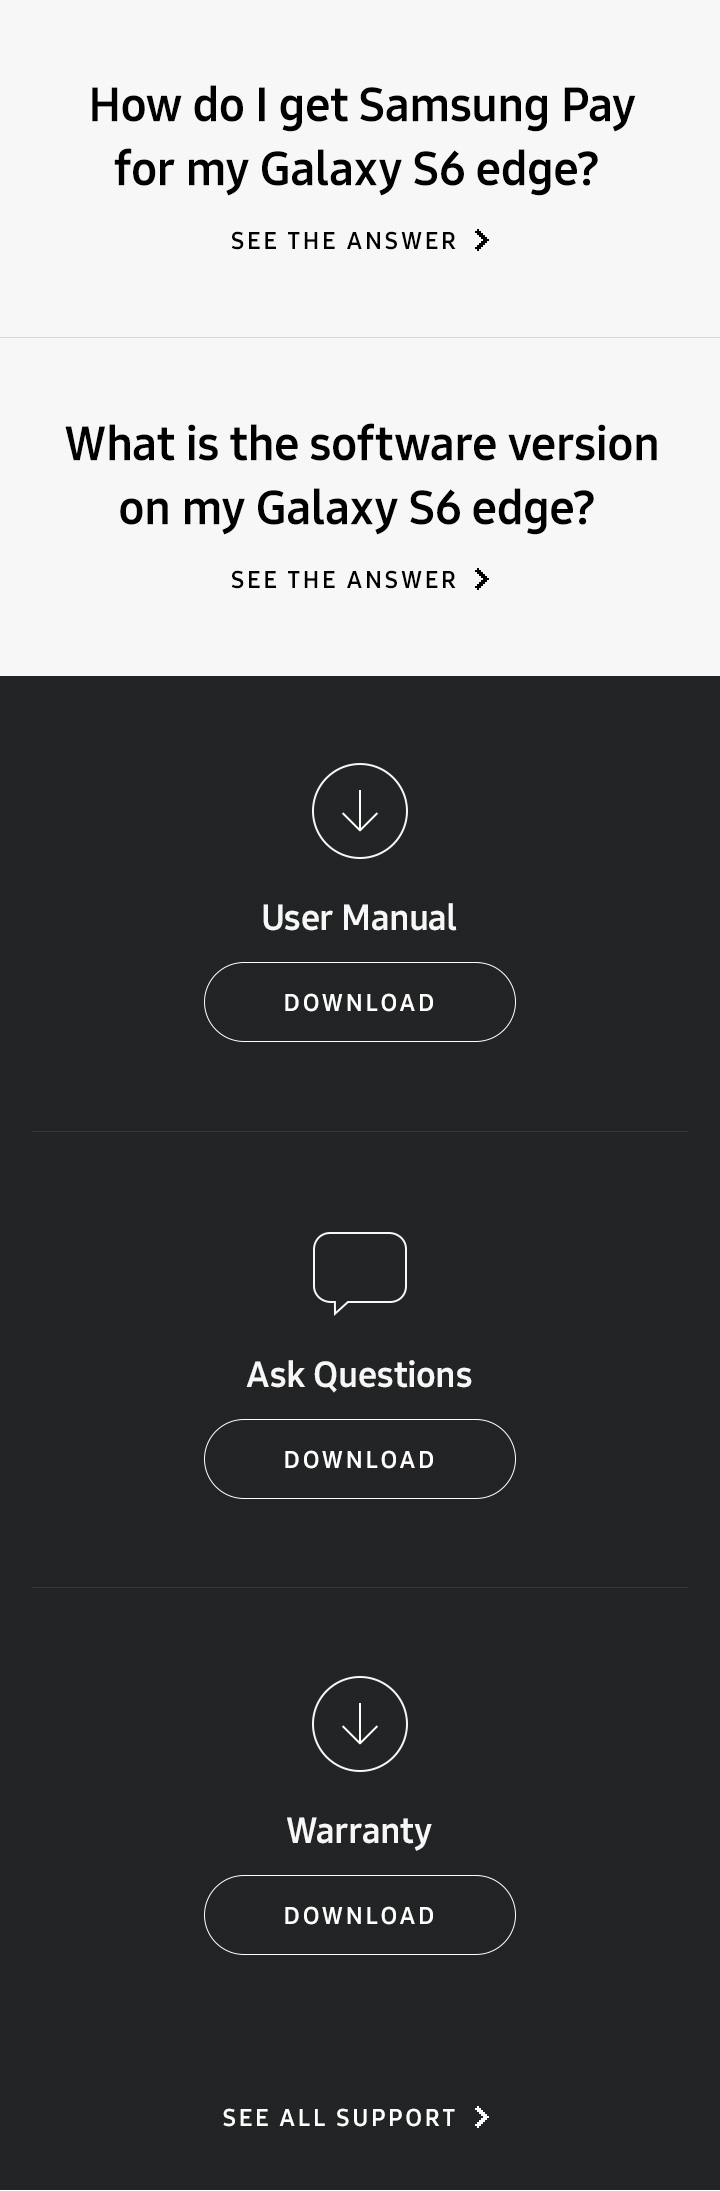 How do I get Samsung Pay
for my Galaxy S6 edge?
SEE THE ANSWER
What is the software version
on my Galaxy S6 edge?
SEE THE ANSWER
User Manual
DOWNLOAD
Ask Questions
DOWNLOAD
Warranty
DOWNLOAD
SEE ALL SUPPORT